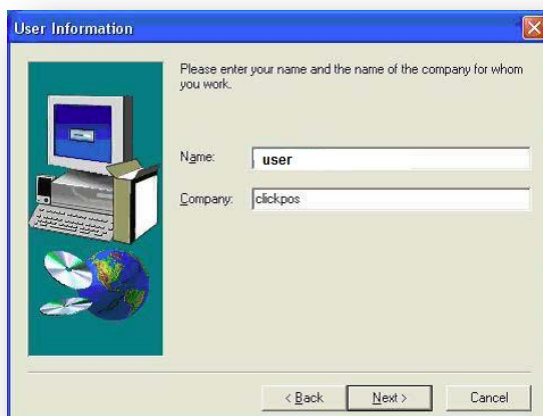 User Information
Please enter your name and the name of the company for whom
you work.
Name: user
Company: clickpos
< Back Next > Cancel